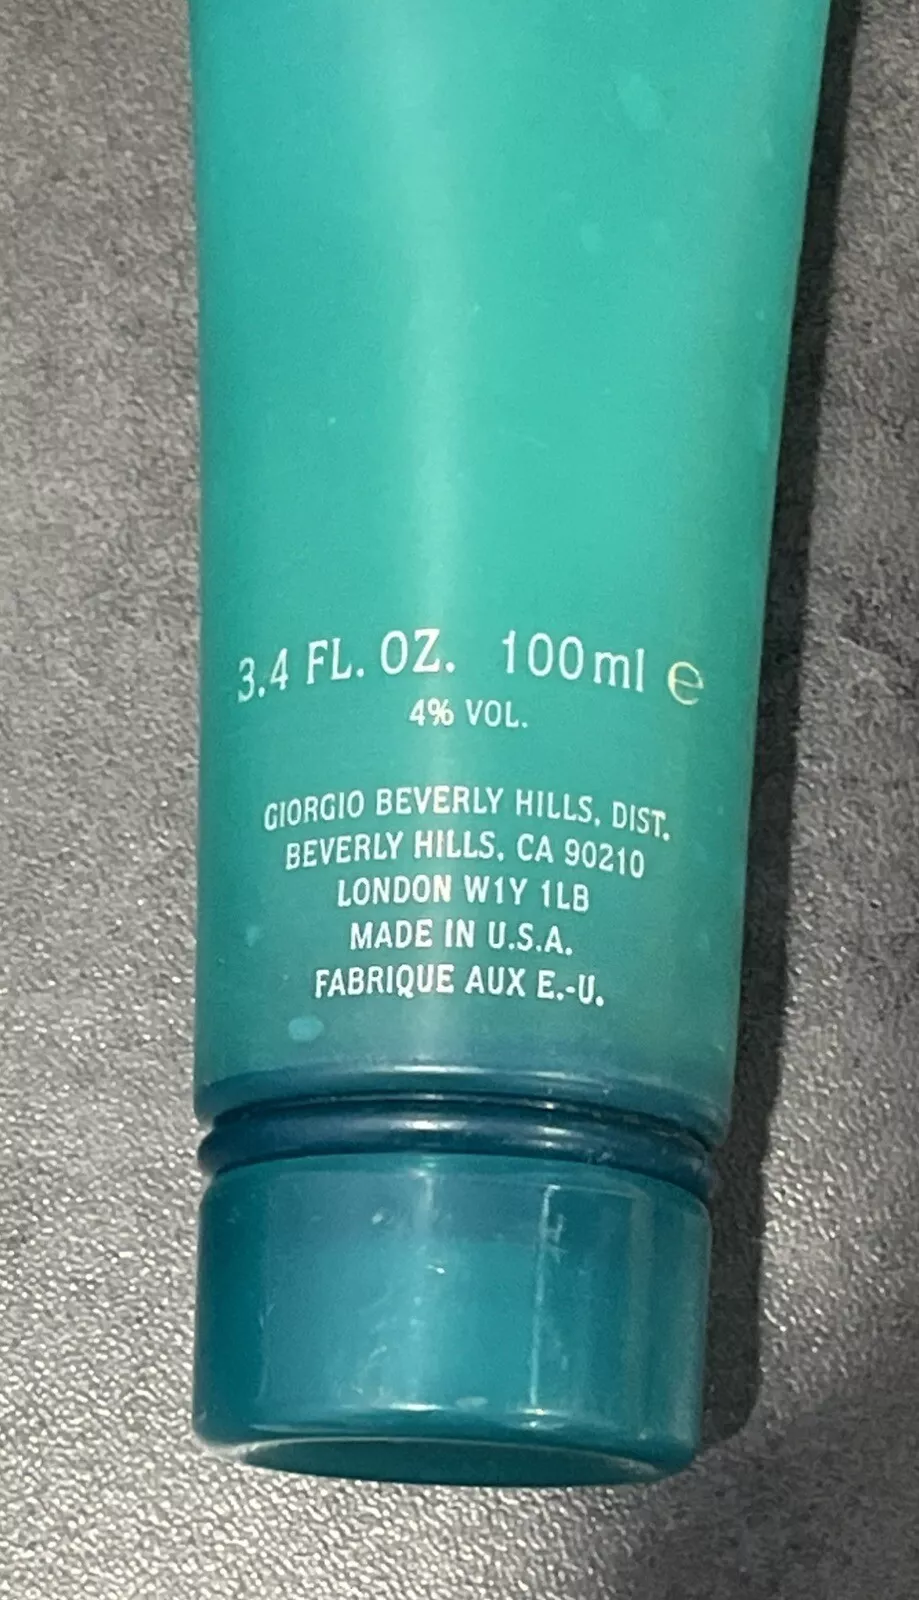 3.4 FL. OZ. 100ml ℮
4% VOL.
GIORGIO BEVERLY HILLS, DIST.
BEVERLY HILLS, CA 90210
LONDON W1Y 1LB
MADE IN U.S.A.
FABRIQUE AUX E.-U.